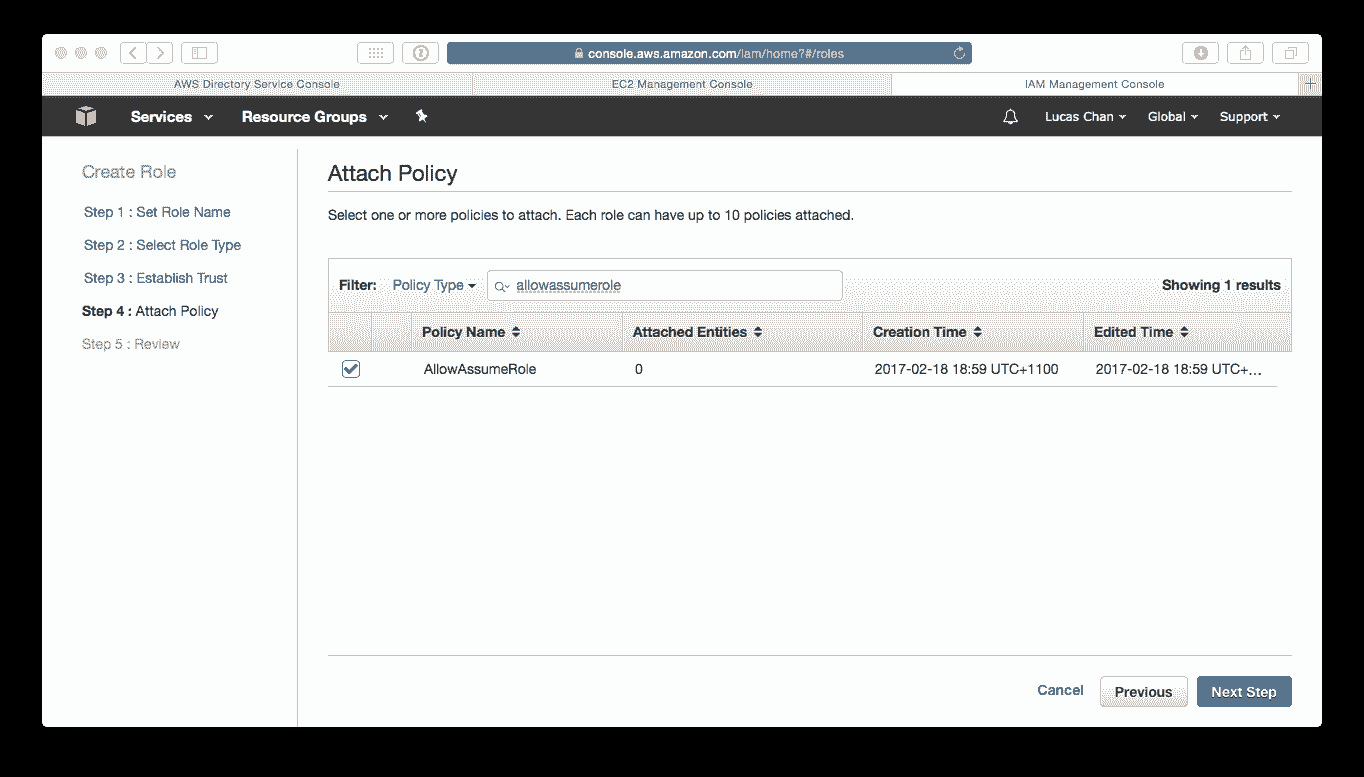 console.aws.amazon.com/iam/home?#/roles
AWS Directory Service Console EC2 Management Console IAM Management Console
Services Resource Groups Lucas Chan Global Support
Create Role
Step 1 : Set Role Name
Step 2 : Select Role Type
Step 3 : Establish Trust
Step 4 : Attach Policy
Step 5 : Review
Attach Policy
Select one or more policies to attach. Each role can have up to 10 policies attached.
Filter: Policy Type allowassumerole Showing 1 results
Policy Name Attached Entities Creation Time Edited Time
AllowAssumeRole 0 2017-02-18 18:59 UTC+1100 2017-02-18 18:59 UTC+...
Cancel Previous Next Step